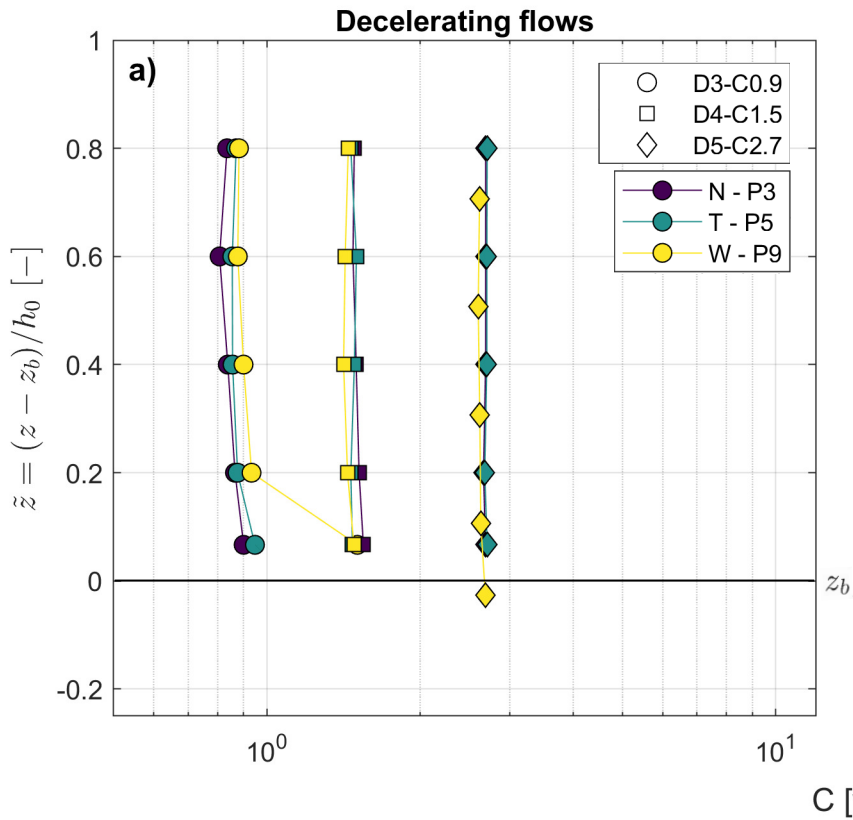 Decelerating flows
a)
D3-C0.9
D4-C1.5
D5-C2.7
N - P3
T - P5
W - P9
1
0.8
0.6
0.4
0.2
0
-0.2
z̃ = (z − z_b)/h_0 [−]
z_b
10^0
10^1
C [